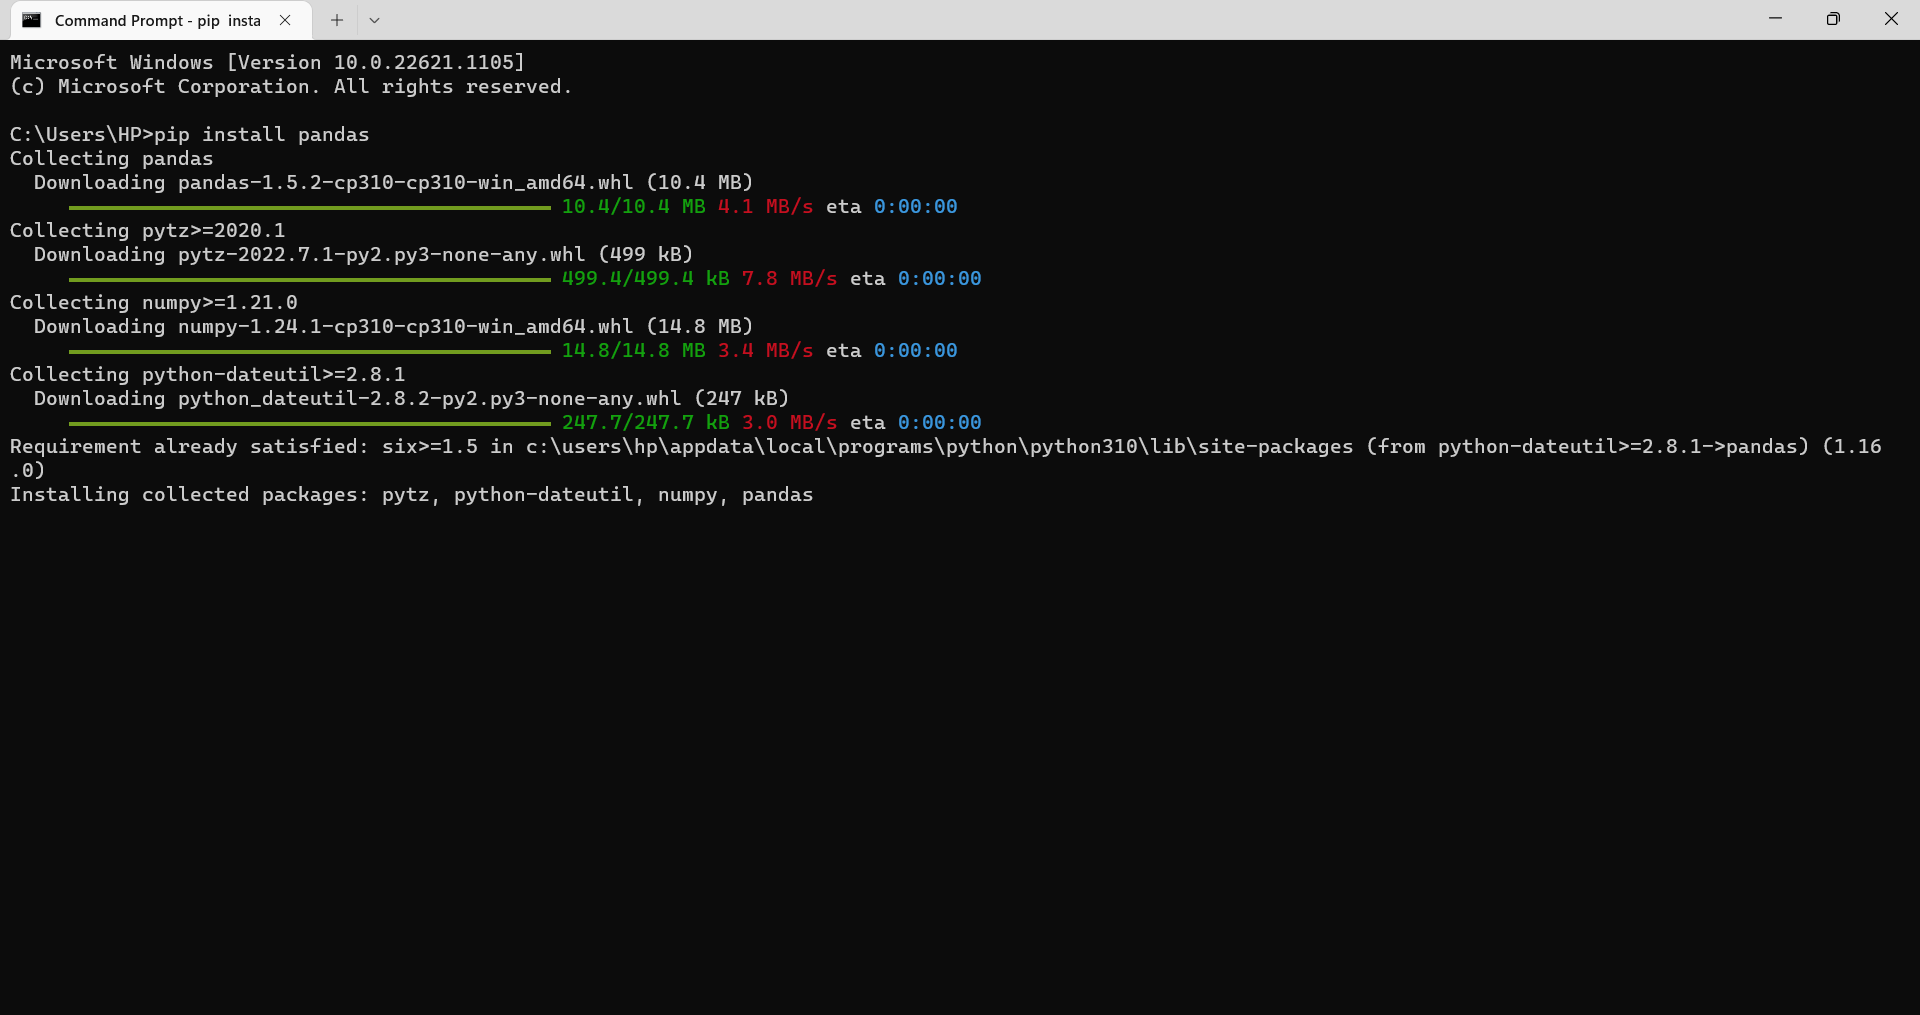 Command Prompt - pip  insta
Microsoft Windows [Version 10.0.22621.1105]
(c) Microsoft Corporation. All rights reserved.
C:\Users\HP>pip install pandas
Collecting pandas
  Downloading pandas-1.5.2-cp310-cp310-win_amd64.whl (10.4 MB)
10.4/10.4 MB 4.1 MB/s eta 0:00:00
Collecting pytz>=2020.1
  Downloading pytz-2022.7.1-py2.py3-none-any.whl (499 kB)
499.4/499.4 kB 7.8 MB/s eta 0:00:00
Collecting numpy>=1.21.0
  Downloading numpy-1.24.1-cp310-cp310-win_amd64.whl (14.8 MB)
14.8/14.8 MB 3.4 MB/s eta 0:00:00
Collecting python-dateutil>=2.8.1
  Downloading python_dateutil-2.8.2-py2.py3-none-any.whl (247 kB)
247.7/247.7 kB 3.0 MB/s eta 0:00:00
Requirement already satisfied: six>=1.5 in c:\users\hp\appdata\local\programs\python\python310\lib\site-packages (from python-dateutil>=2.8.1->pandas) (1.16
.0)
Installing collected packages: pytz, python-dateutil, numpy, pandas